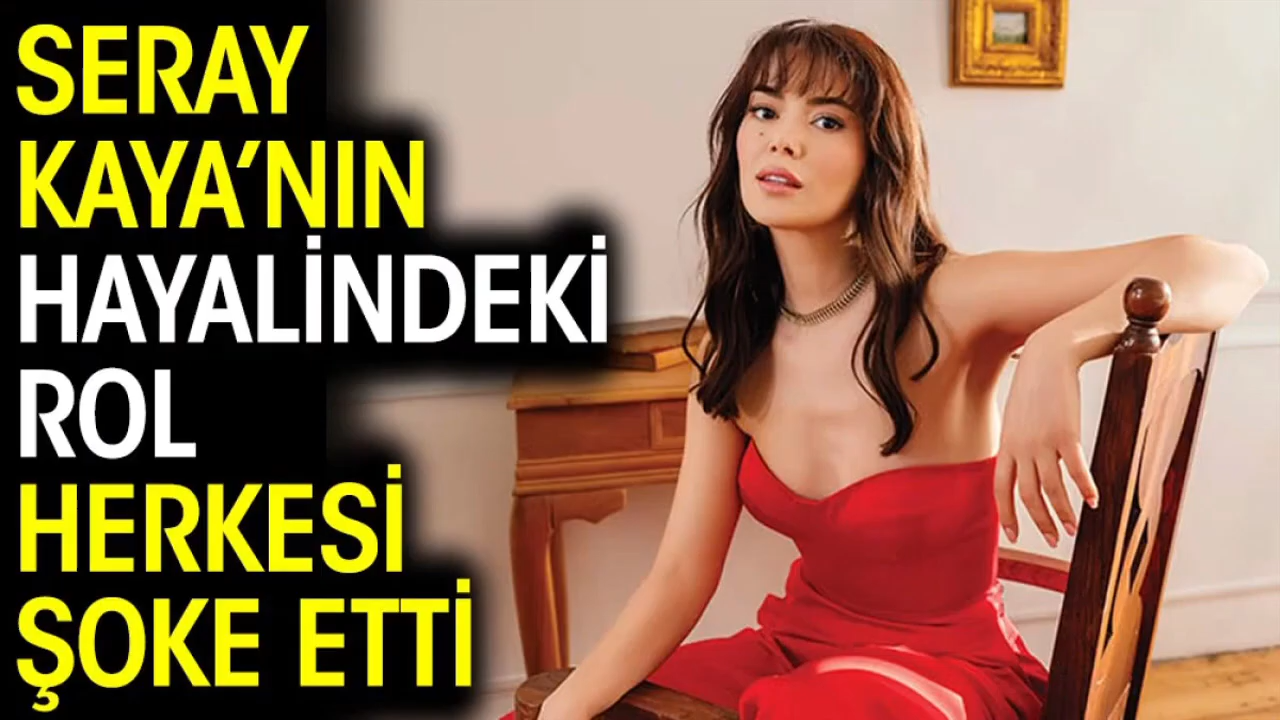 SERAY
KAYA’NIN
HAYALİNDEKİ
ROL
HERKESİ
ŞOKE ETTİ